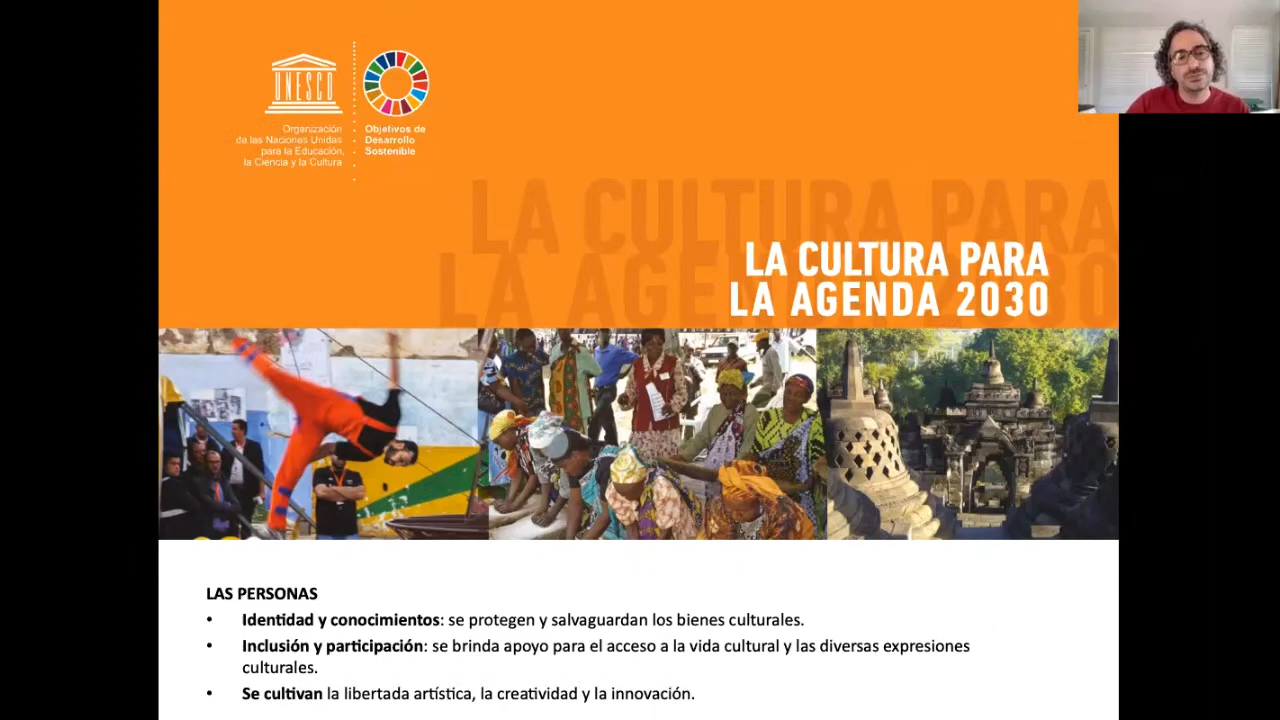 UNESCO
Organización
de las Naciones Unidas
para la Educación,
la Ciencia y la Cultura
Objetivos de
Desarrollo
Sostenible
LA CULTURA PARA
LA AGENDA 2030
LA CULTURA PARA
LA AGENDA 2030
LAS PERSONAS
• Identidad y conocimientos: se protegen y salvaguardan los bienes culturales.
• Inclusión y participación: se brinda apoyo para el acceso a la vida cultural y las diversas expresiones
culturales.
• Se cultivan la libertada artística, la creatividad y la innovación.